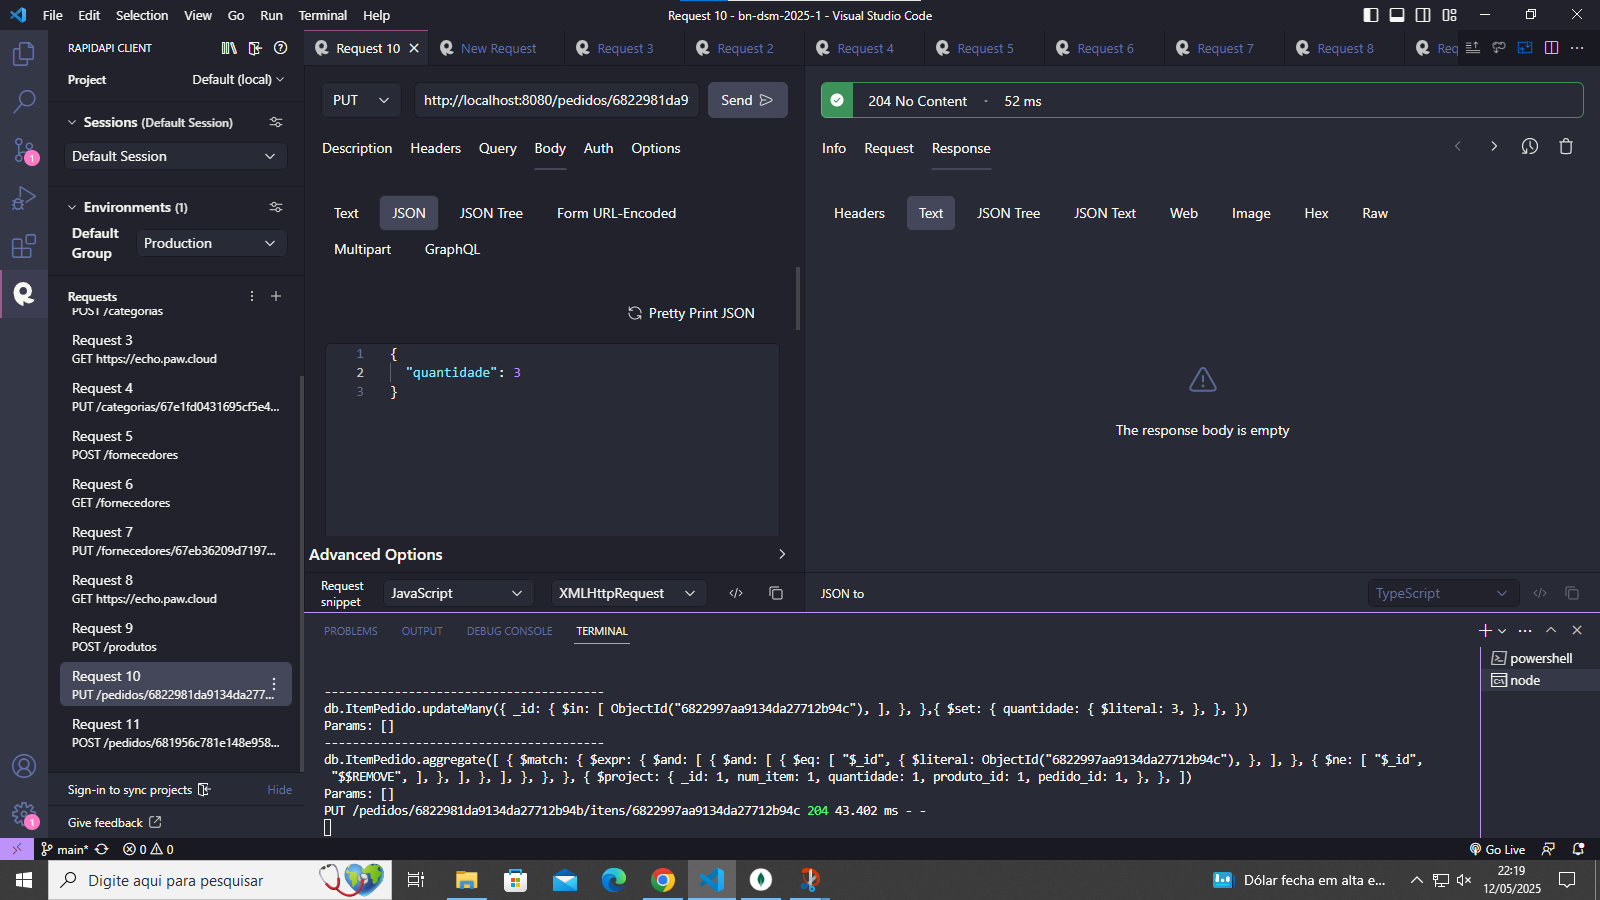 File Edit Selection View Go Run Terminal Help
Request 10 - bn-dsm-2025-1 - Visual Studio Code
RAPIDAPI CLIENT
Project
Default (local)
Sessions (Default Session)
Default Session
Environments (1)
Default Group
Production
Requests
POST /categorias
Request 3
GET https://echo.paw.cloud
Request 4
PUT /categorias/67e1fd0431695cf5e4...
Request 5
POST /fornecedores
Request 6
GET /fornecedores
Request 7
PUT /fornecedores/67eb36209d7197...
Request 8
GET https://echo.paw.cloud
Request 9
POST /produtos
Request 10
PUT /pedidos/6822981da9134da277...
Request 11
POST /pedidos/681956c781e148e958...
Sign-in to sync projects
Hide
Give feedback
Request 10
New Request
Request 3
Request 2
Request 4
Request 5
Request 6
Request 7
Request 8
Req
PUT
http://localhost:8080/pedidos/6822981da9
Send
Description Headers Query Body Auth Options
Text JSON JSON Tree Form URL-Encoded
Multipart GraphQL
Pretty Print JSON
1 {
2 "quantidade": 3
3 }
Advanced Options
Request snippet
JavaScript
XMLHttpRequest
204 No Content - 52 ms
Info Request Response
Headers Text JSON Tree JSON Text Web Image Hex Raw
The response body is empty
JSON to
TypeScript
PROBLEMS OUTPUT DEBUG CONSOLE TERMINAL
powershell
node
----------------------------------------
db.ItemPedido.updateMany({ _id: { $in: [ ObjectId("6822997aa9134da27712b94c"), ], }, },{ $set: { quantidade: { $literal: 3, }, }, })
Params: []
----------------------------------------
db.ItemPedido.aggregate([ { $match: { $expr: { $and: [ { $and: [ { $eq: [ "$_id", { $literal: ObjectId("6822997aa9134da27712b94c"), }, ], }, { $ne: [ "$_id",
"$$REMOVE", ], }, ], }, ], }, }, }, { $project: { _id: 1, num_item: 1, quantidade: 1, produto_id: 1, pedido_id: 1, }, }, ])
Params: []
PUT /pedidos/6822981da9134da27712b94b/itens/6822997aa9134da27712b94c 204 43.402 ms - -
main* 0 0
Go Live
Digite aqui para pesquisar
Dólar fecha em alta e...
22:19
12/05/2025